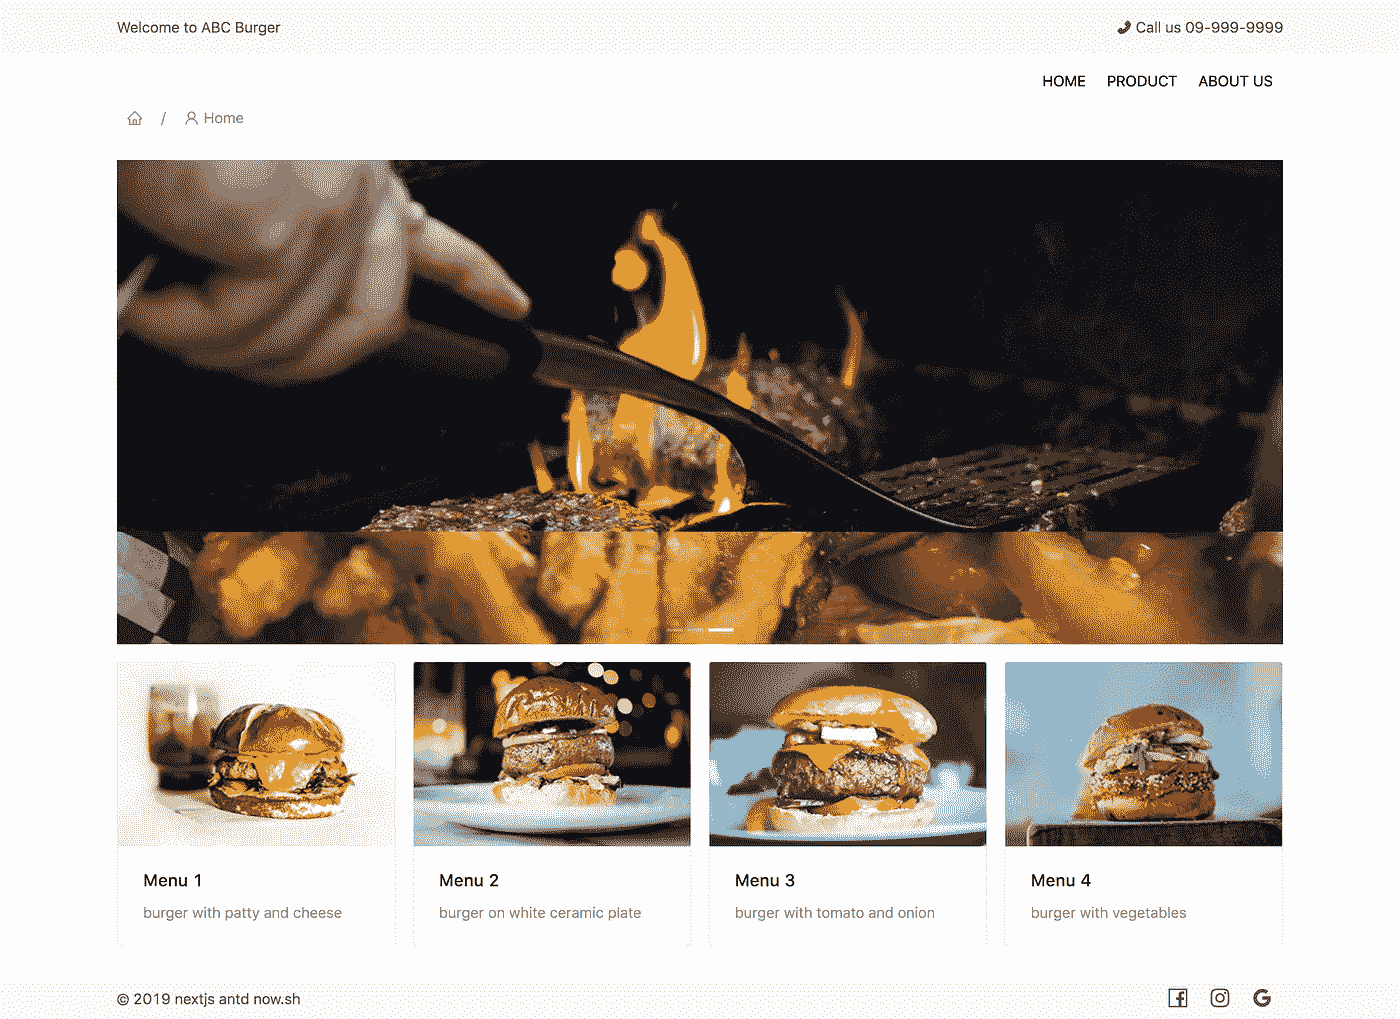 Welcome to ABC Burger
Call us 09-999-9999
HOME PRODUCT ABOUT US
/ Home
Menu 1
burger with patty and cheese
Menu 2
burger on white ceramic plate
Menu 3
burger with tomato and onion
Menu 4
burger with vegetables
© 2019 nextjs antd now.sh